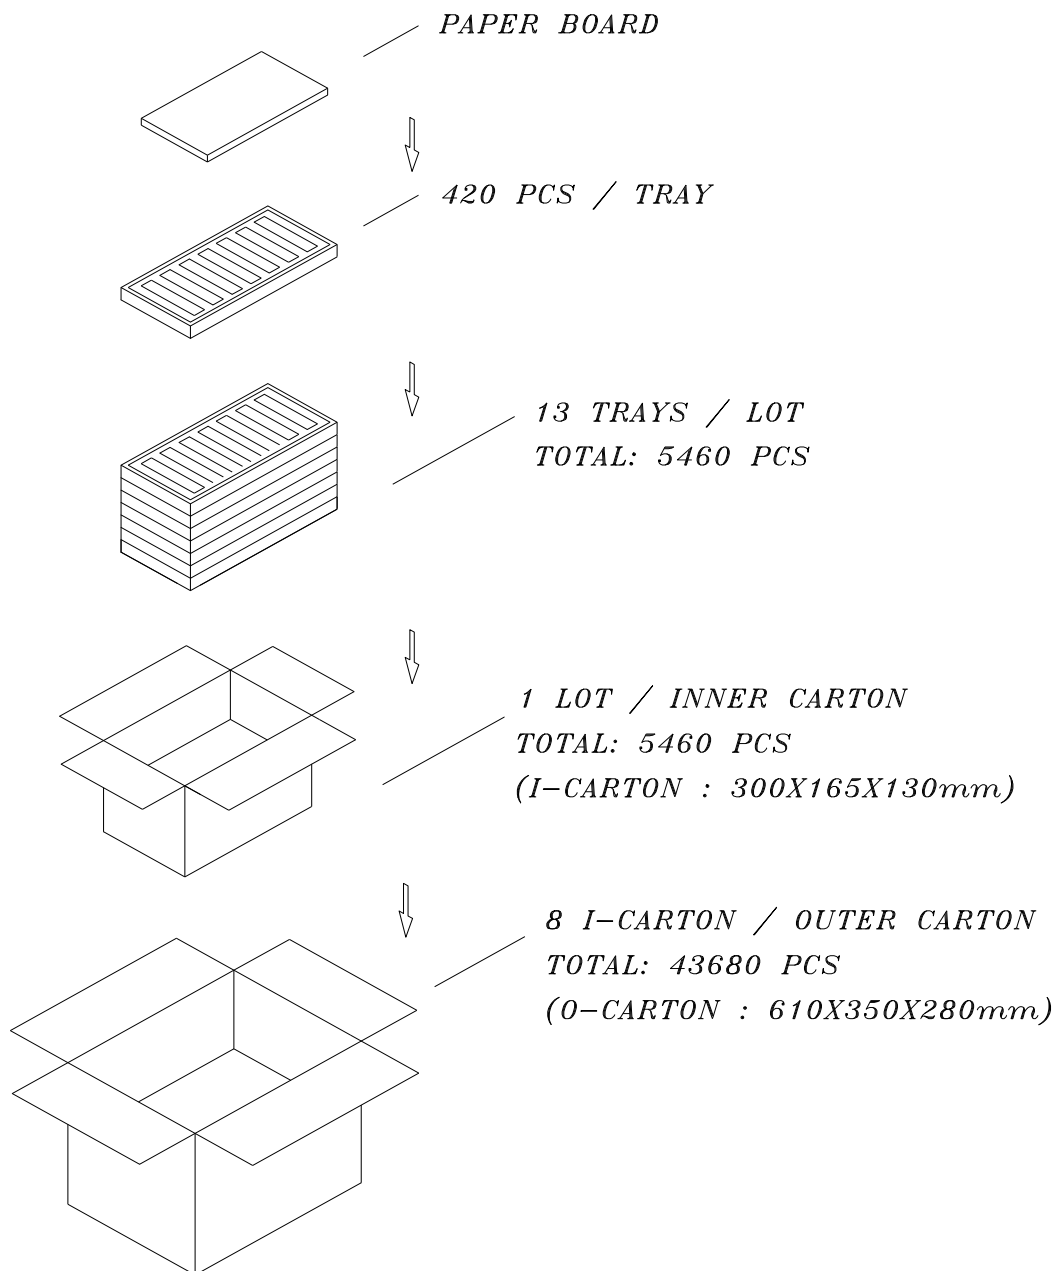 PAPER BOARD
420 PCS / TRAY
13 TRAYS / LOT
TOTAL: 5460 PCS
1 LOT / INNER CARTON
TOTAL: 5460 PCS
(I-CARTON : 300X165X130mm)
8 I-CARTON / OUTER CARTON
TOTAL: 43680 PCS
(O-CARTON : 610X350X280mm)